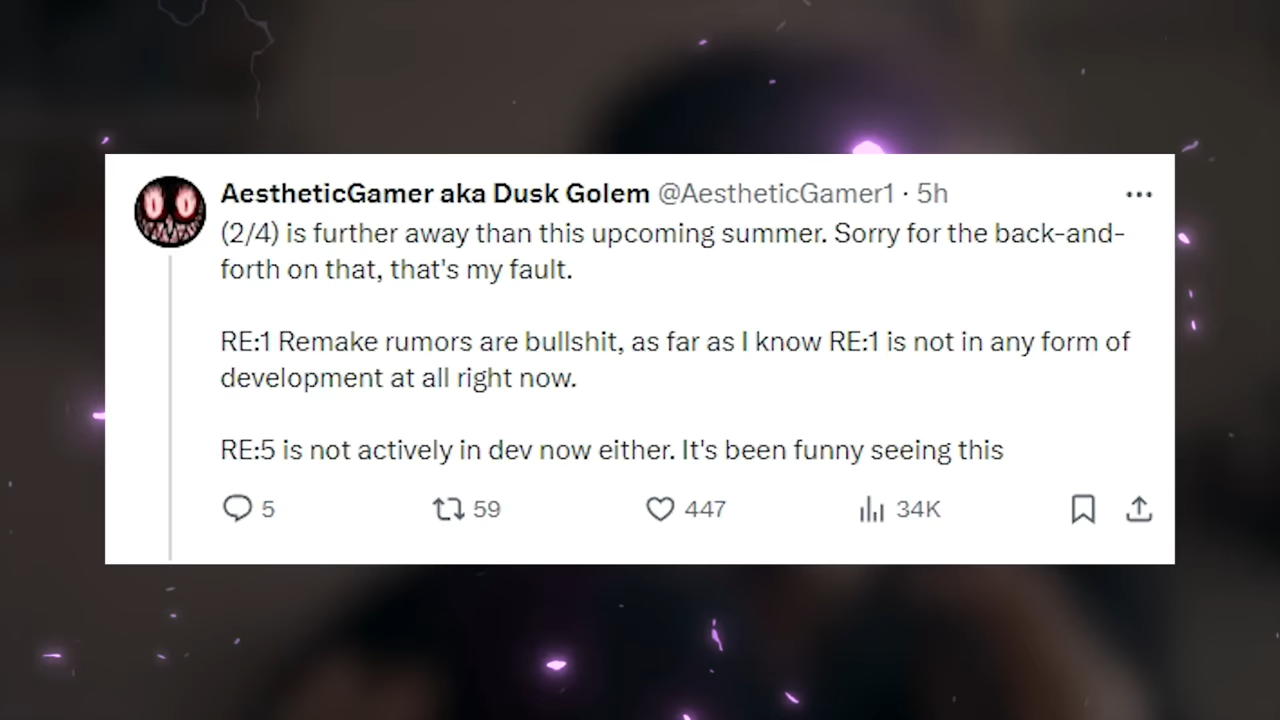 AestheticGamer aka Dusk Golem @AestheticGamer1 · 5h
(2/4) is further away than this upcoming summer. Sorry for the back-and-
forth on that, that's my fault.
RE:1 Remake rumors are bullshit, as far as I know RE:1 is not in any form of
development at all right now.
RE:5 is not actively in dev now either. It's been funny seeing this
5 59 447 34K